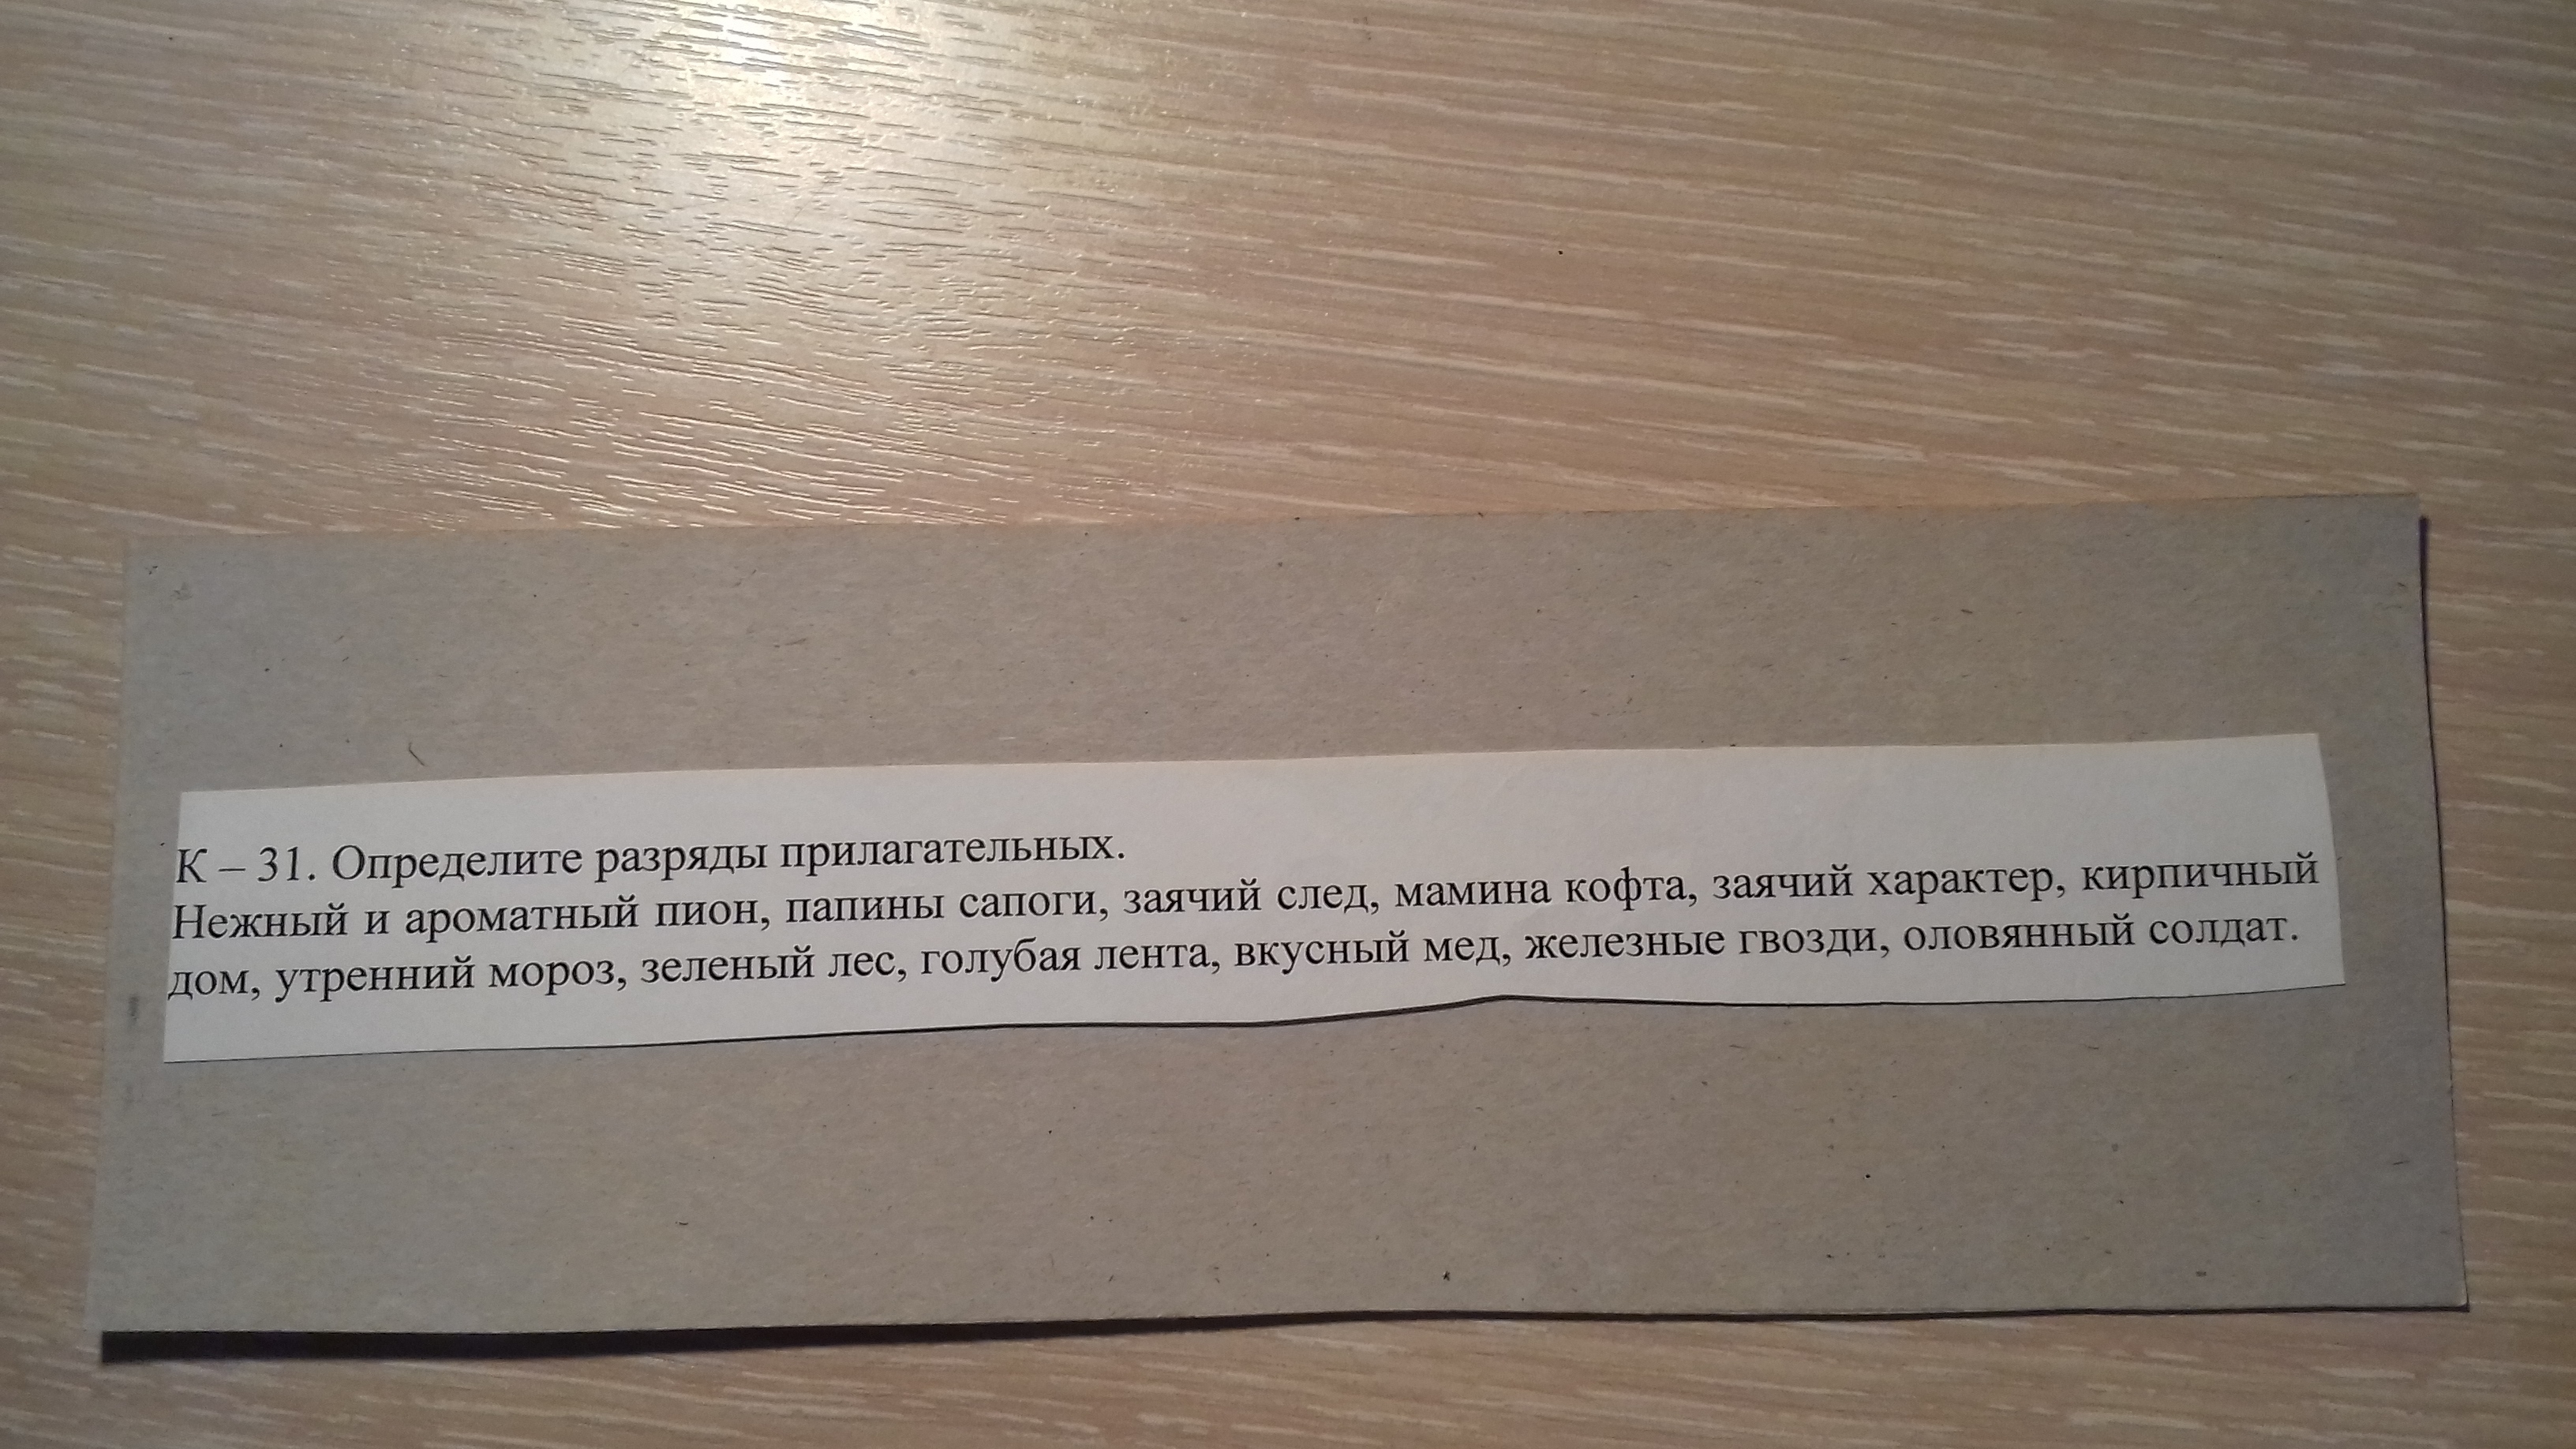 К – 31. Определите разряды прилагательных.
Нежный и ароматный пион, папины сапоги, заячий след, мамина кофта, заячий характер, кирпичный
дом, утренний мороз, зеленый лес, голубая лента, вкусный мед, железные гвозди, оловянный солдат.